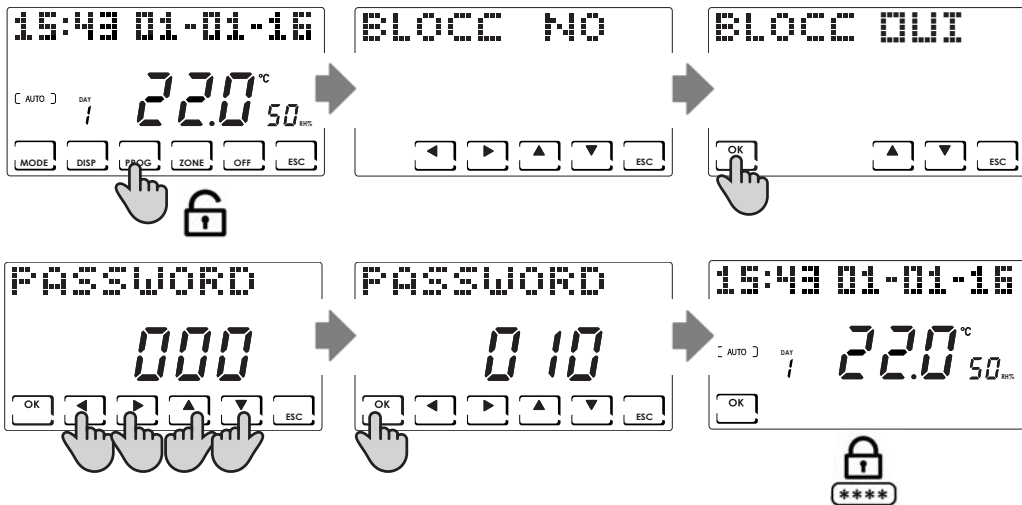 15:43 01-01-16
[ AUTO ] DAY 1 22.0 °C 50 RH%
MODE DISP PROG ZONE OFF ESC
BLOCC NO
◀ ▶ ▲ ▼ ESC
BLOCC OUI
OK ▲ ▼ ESC
PASSWORD
000
OK ◀ ▶ ▲ ▼ ESC
PASSWORD
010
OK ◀ ▶ ▲ ▼ ESC
15:43 01-01-16
[ AUTO ] DAY 1 22.0 °C 50 RH%
OK
****